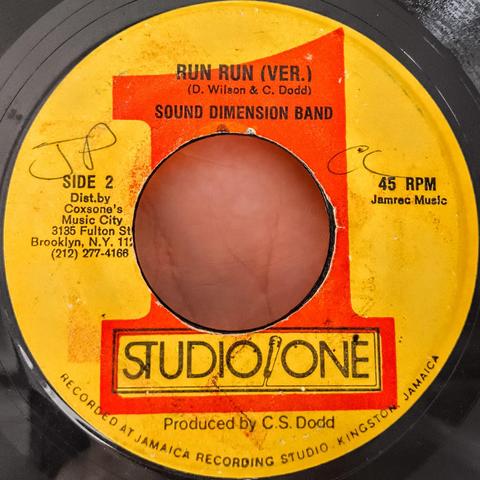 RUN RUN (VER.)
(D. Wilson & C. Dodd)
SOUND DIMENSION BAND
JP
CC
SIDE 2
Dist.by
Coxsone's
Music City
3135 Fulton St
Brooklyn, N.Y.
(212) 277-4166
45 RPM
Jamrec Music
1
STUDIO ONE
Produced by C.S. Dodd
RECORDED AT JAMAICA RECORDING STUDIO - KINGSTON, JAMAICA